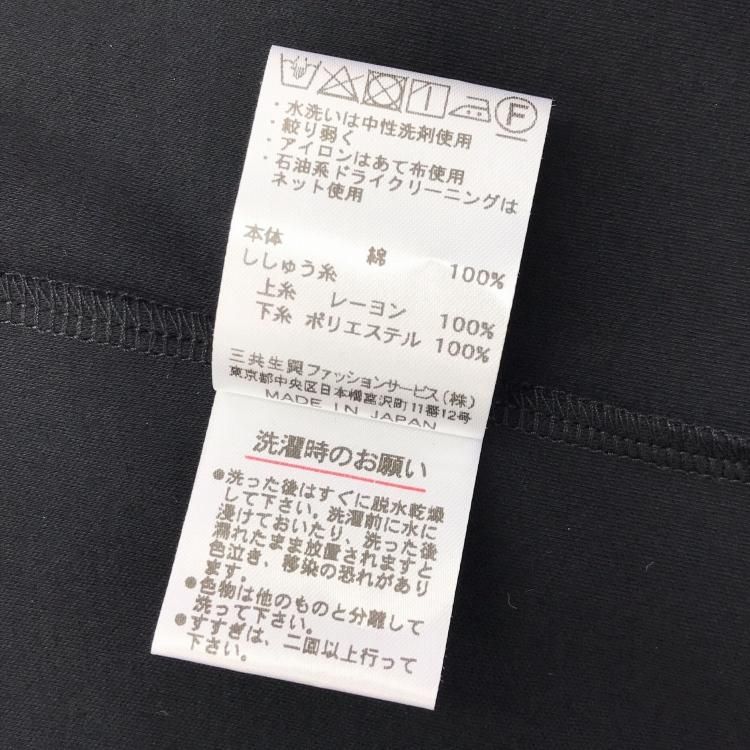 F
・水洗いは中性洗剤使用
・絞り弱く
・アイロンはあて布使用
・石油系ドライクリーニングは
ネット使用
本体 綿 100%
ししゅう糸
上糸 レーヨン 100%
下糸 ポリエステル 100%
三共生興ファッションサービス(株)
東京都中央区日本橋富沢町11番12号
MADE IN JAPAN
洗濯時のお願い
●洗った後はすぐに脱水乾燥
して下さい。洗濯前に水に
浸けておいたり、洗った後
濡れたまま放置されますと
色泣き、移染の恐れがあり
ます。
●色物は他のものと分離して
洗って下さい。
●すすぎは、二回以上行って
下さい。